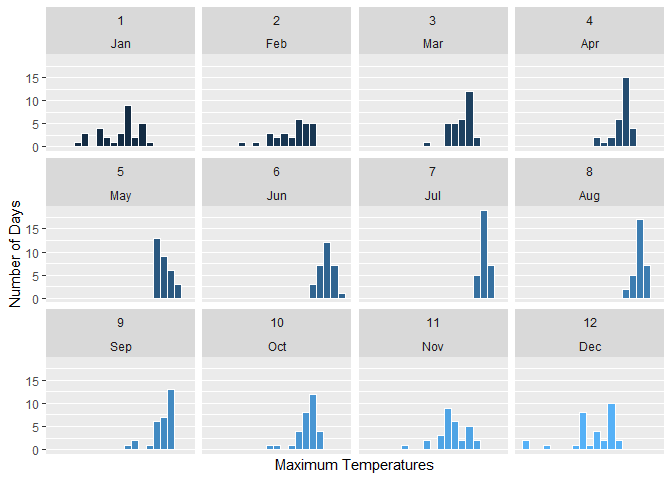 1 2 3 4
Jan Feb Mar Apr
15
10
5
0
5 6 7 8
May Jun Jul Aug
15
10
5
0
9 10 11 12
Sep Oct Nov Dec
15
10
5
0
Number of Days
Maximum Temperatures